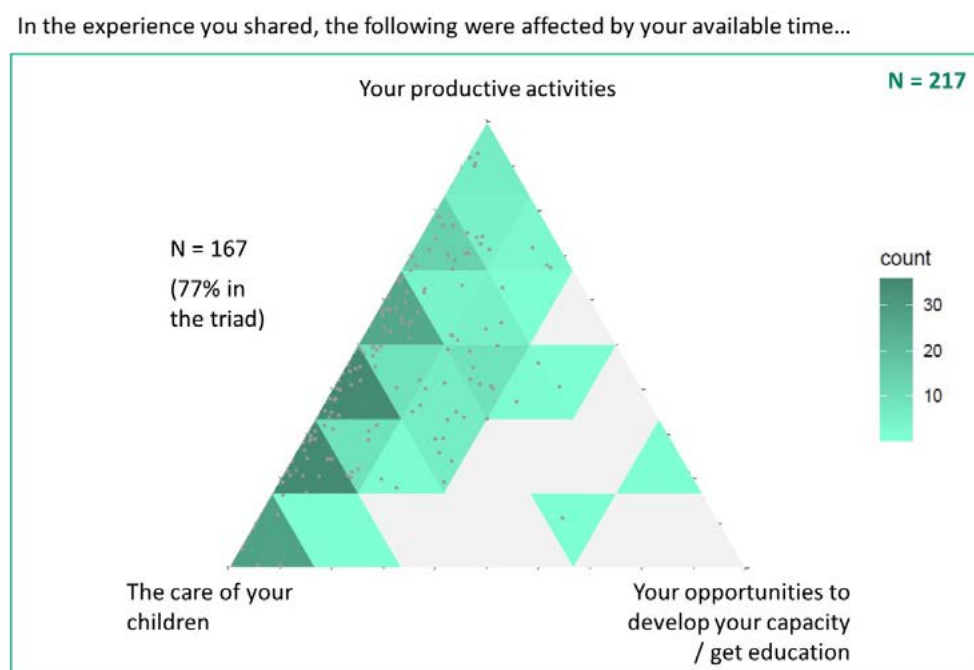 In the experience you shared, the following were affected by your available time...
N = 217
Your productive activities
N = 167
(77% in
the triad)
count
30
20
10
The care of your
children
Your opportunities to
develop your capacity
/ get education